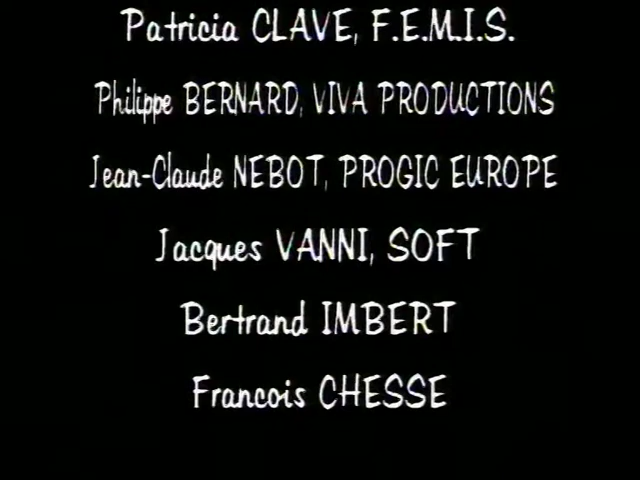 Patricia CLAVE, F.E.M.I.S.
Philippe BERNARD, VIVA PRODUCTIONS
Jean-Claude NEBOT, PROGIC EUROPE
Jacques VANNI, SOFT
Bertrand IMBERT
Francois CHESSE